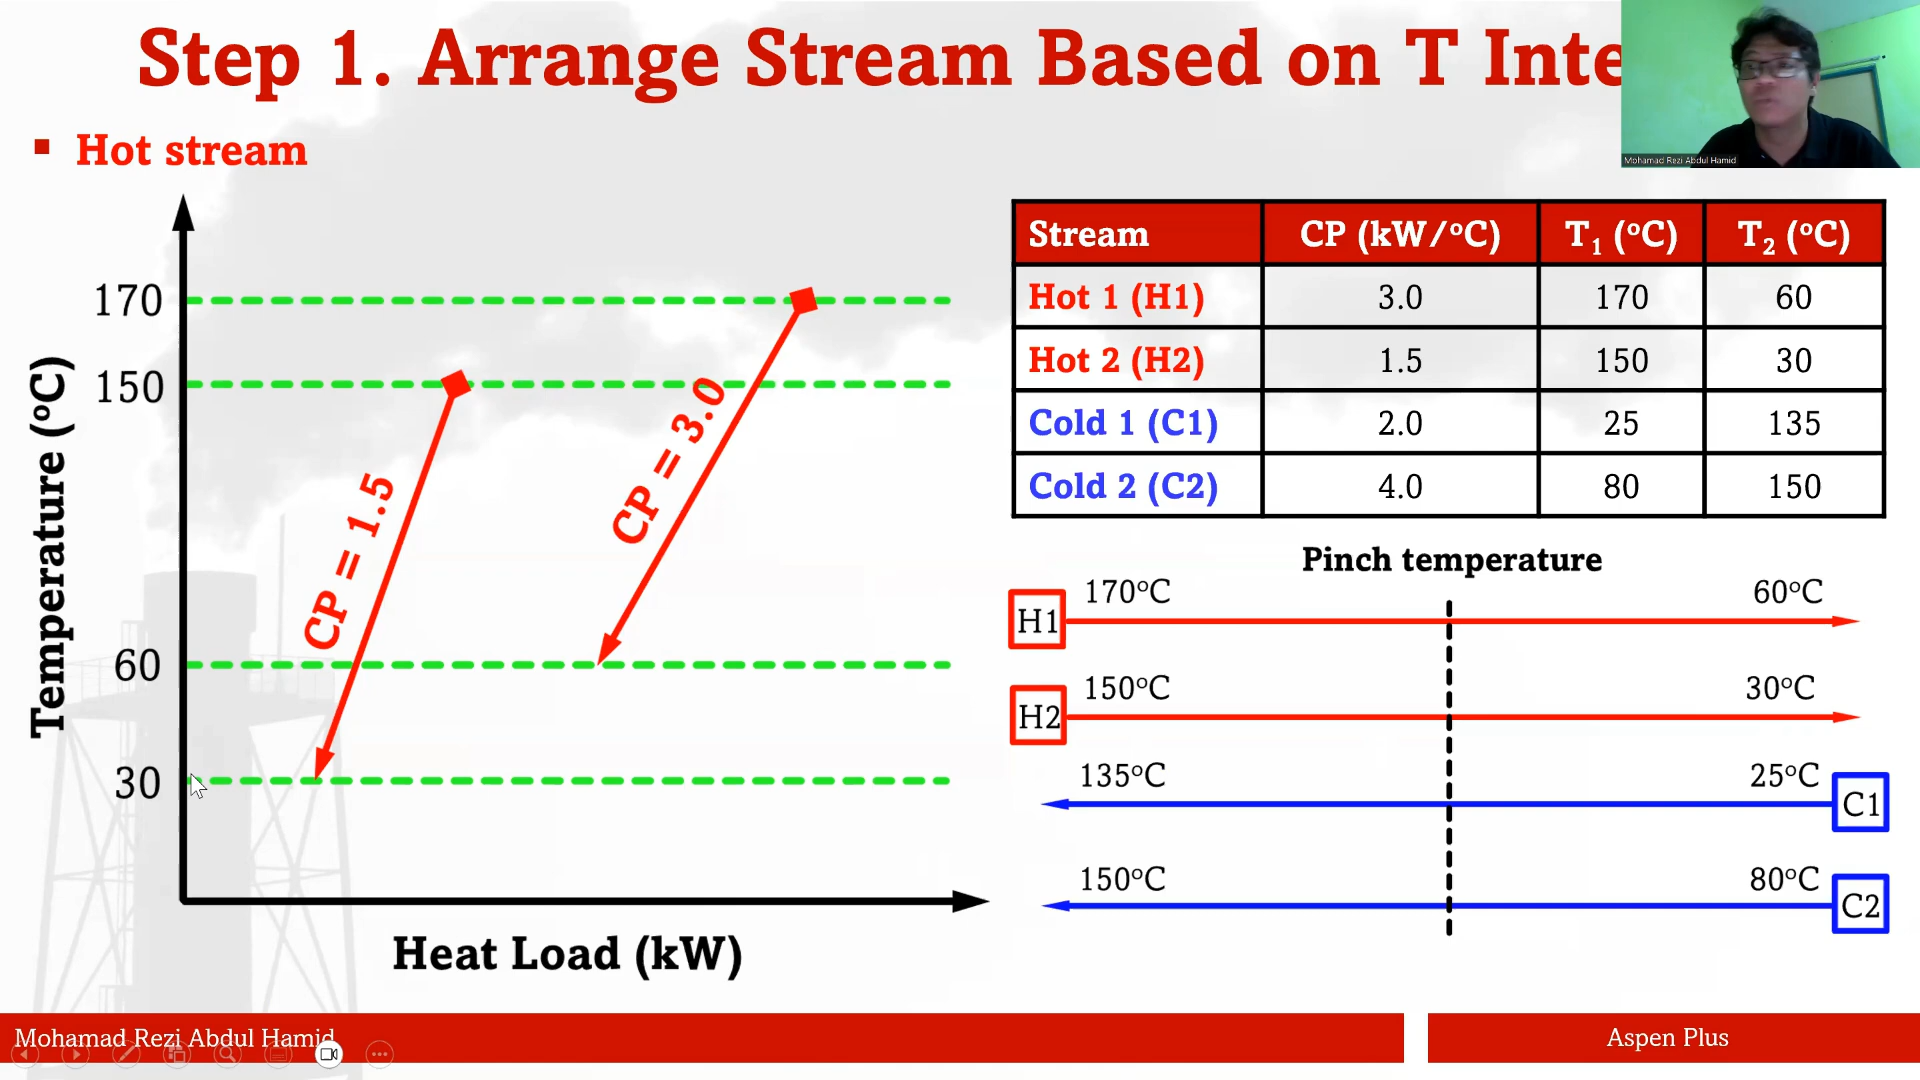 Step 1. Arrange Stream Based on T Inte
Mohamad Rezi Abdul Hamid
▪ Hot stream
Temperature (°C)
170
150
60
30
CP = 1.5
CP = 3.0
Heat Load (kW)
Stream CP (kW/°C) T₁ (°C) T₂ (°C)
Hot 1 (H1) 3.0 170 60
Hot 2 (H2) 1.5 150 30
Cold 1 (C1) 2.0 25 135
Cold 2 (C2) 4.0 80 150
Pinch temperature
H1 170°C 60°C
H2 150°C 30°C
135°C 25°C C1
150°C 80°C C2
Mohamad Rezi Abdul Hamid
Aspen Plus